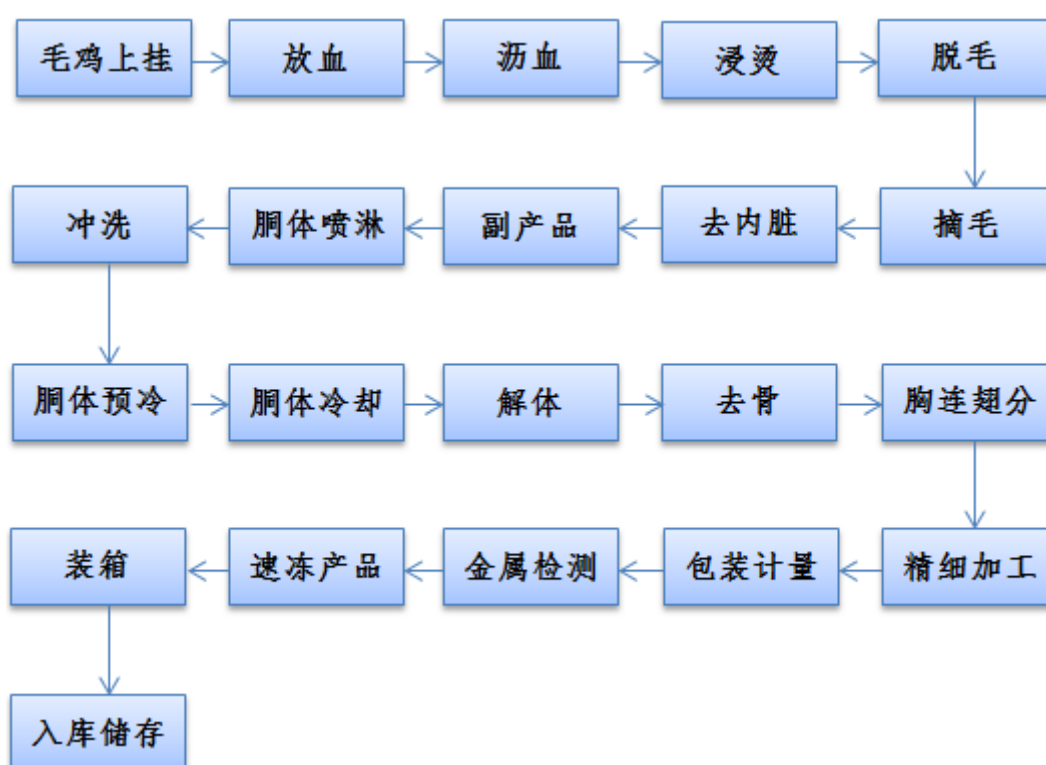 毛鸡上挂
放血
沥血
浸烫
脱毛
摘毛
去内脏
副产品
胴体喷淋
冲洗
胴体预冷
胴体冷却
解体
去骨
胸连翅分
精细加工
包装计量
金属检测
速冻产品
装箱
入库储存